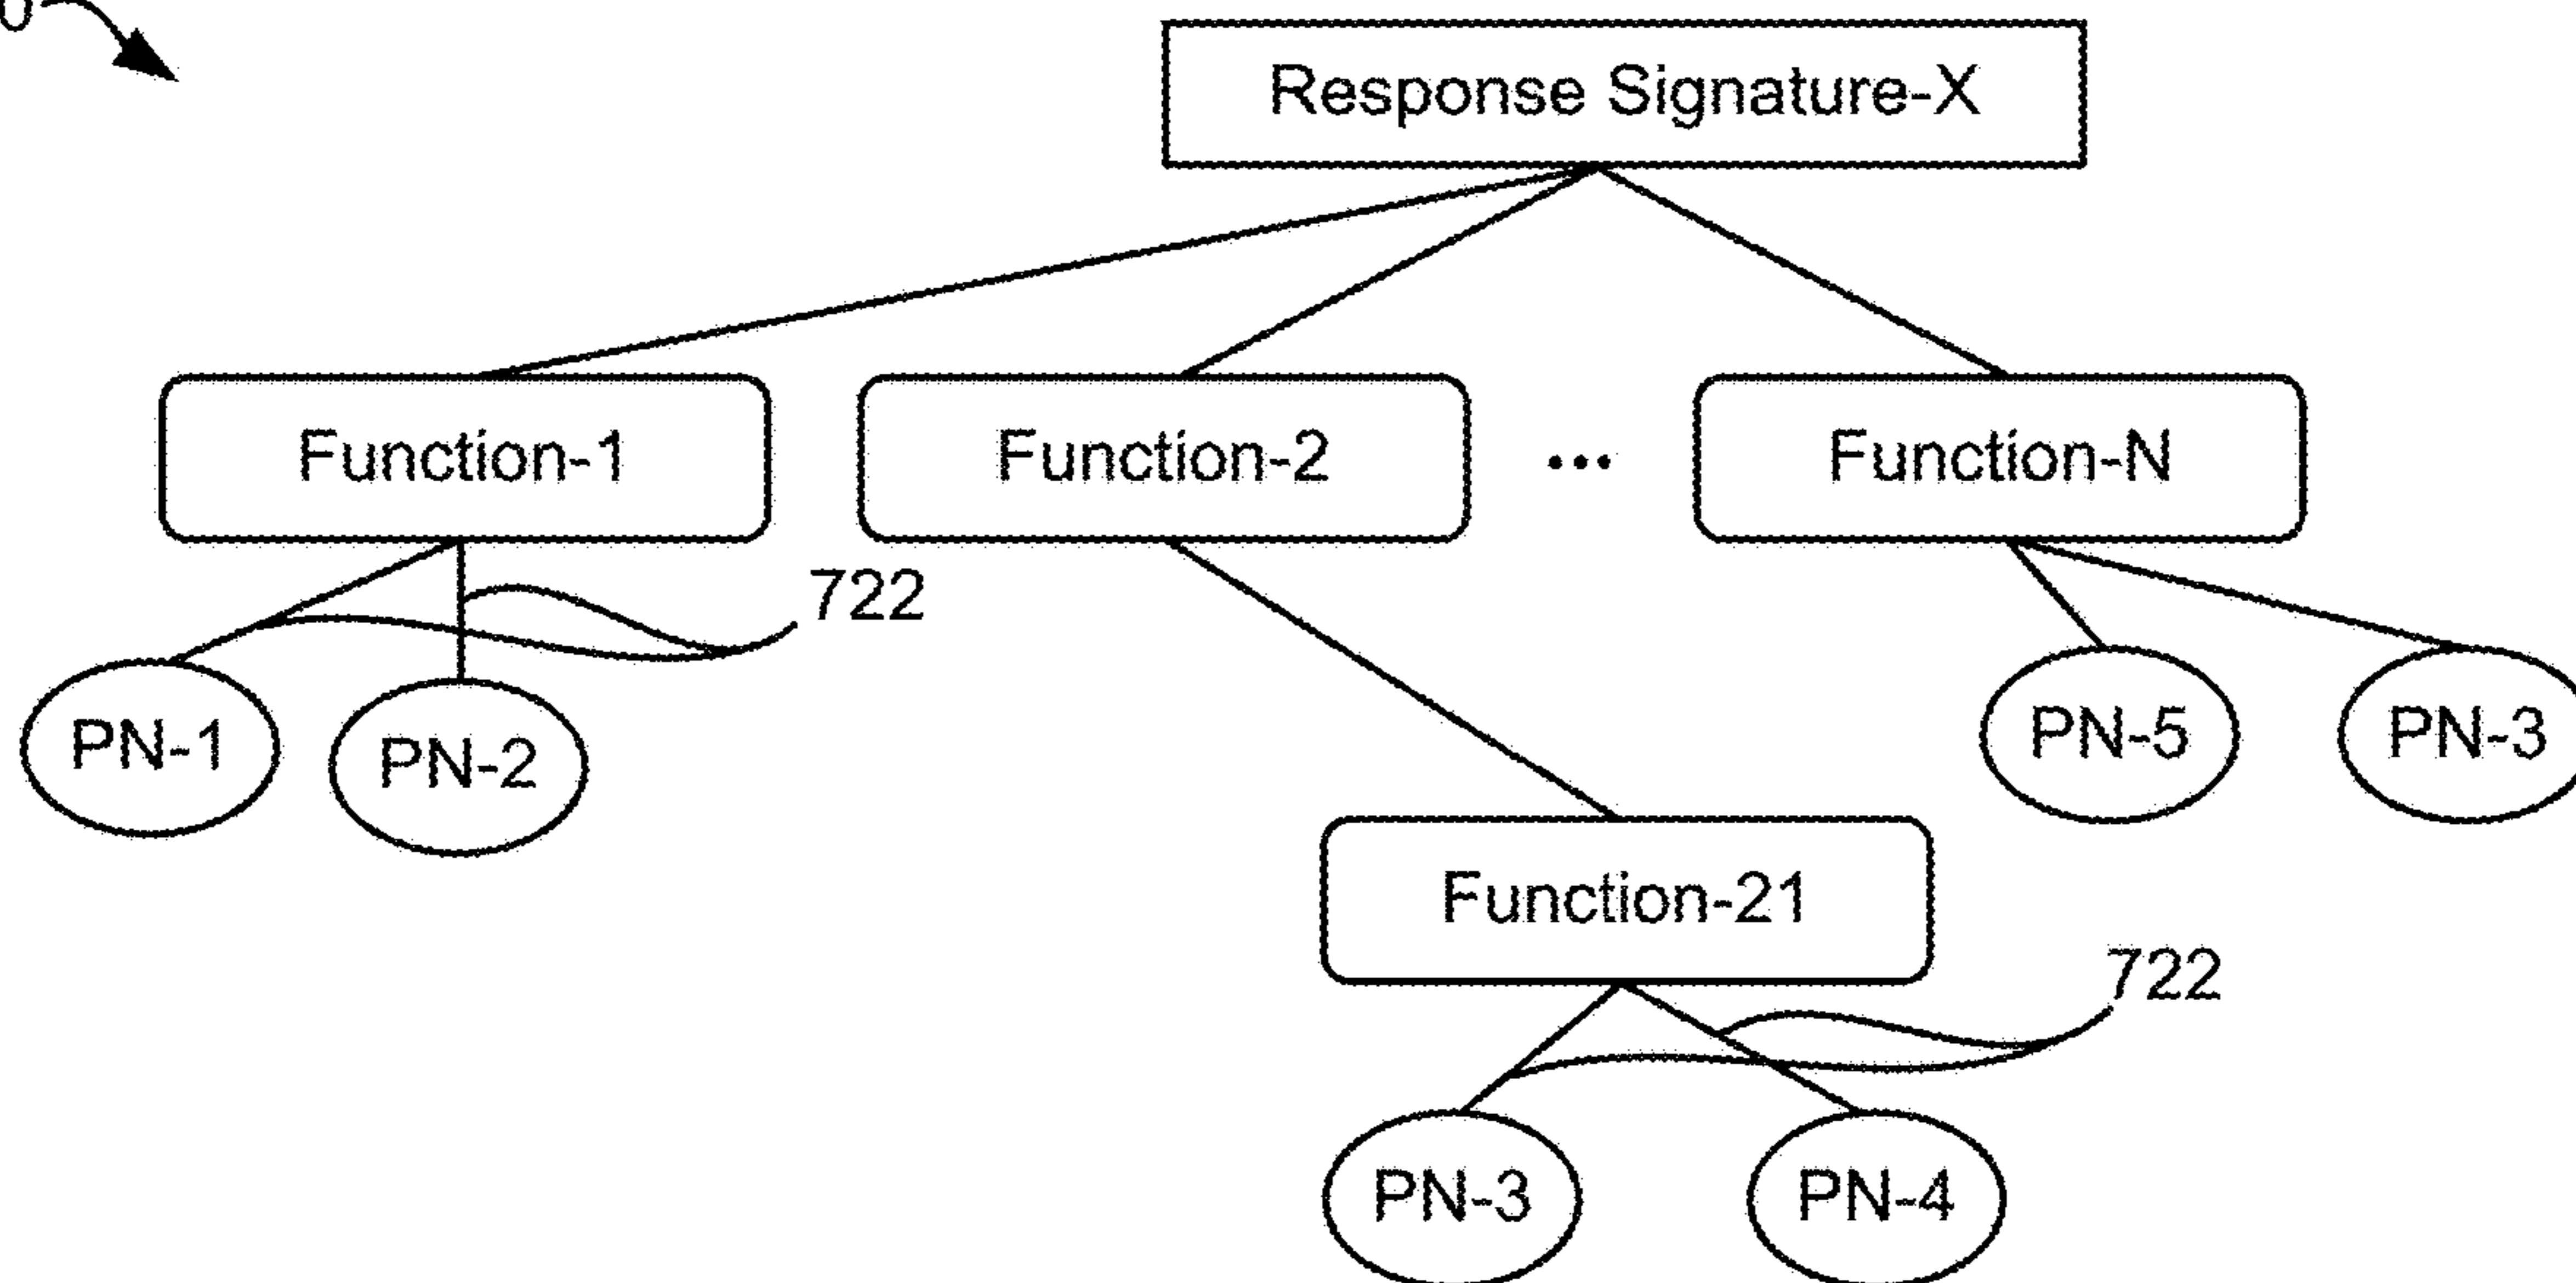 0
Response Signature-X
Function-1
Function-2
...
Function-N
722
PN-1
PN-2
PN-5
PN-3
Function-21
722
PN-3
PN-4